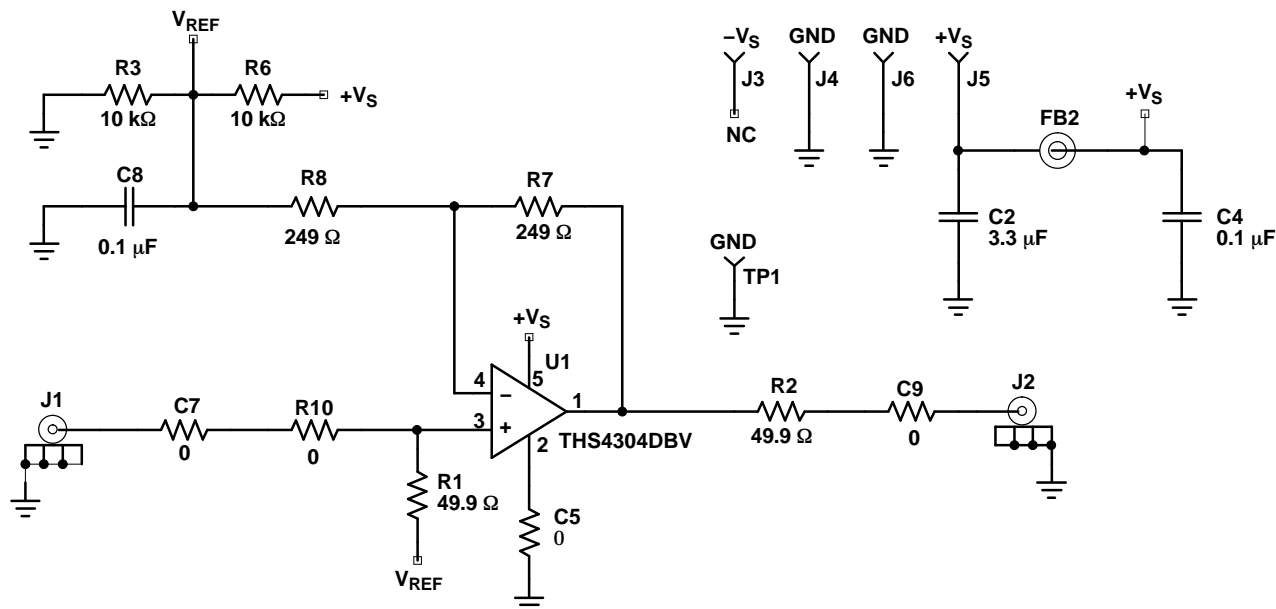 VREF
R3
R6
10 kΩ
10 kΩ
+VS
C8
0.1 µF
R8
249 Ω
R7
249 Ω
−VS
GND
GND
+VS
J3
J4
J6
J5
NC
FB2
+VS
C2
3.3 µF
C4
0.1 µF
GND
TP1
+VS
U1
5
4
−
3
+
1
2
THS4304DBV
J1
C7
0
R10
0
R1
49.9 Ω
VREF
C5
0
R2
49.9 Ω
C9
0
J2